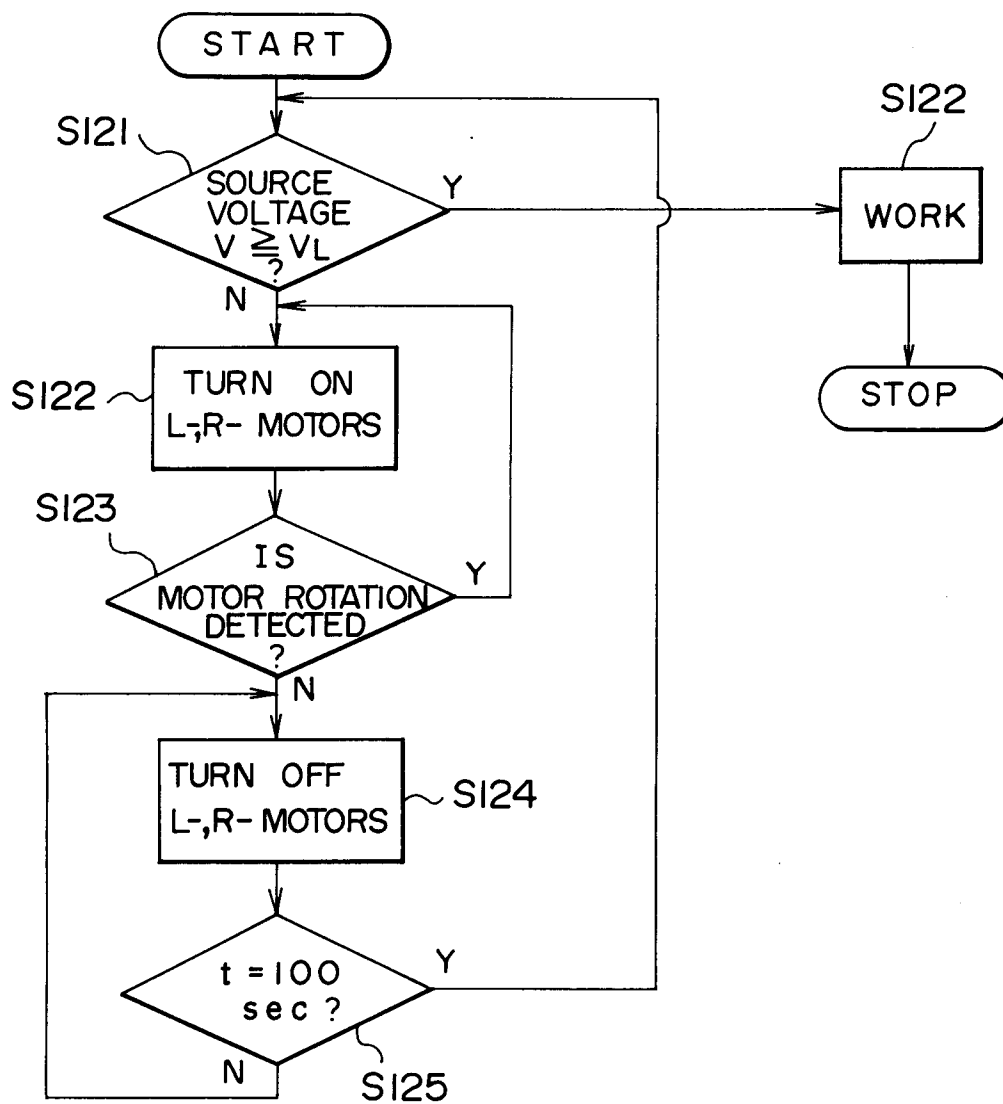 START
S121
SOURCE
VOLTAGE
V ≧ VL
?
Y
N
S122
WORK
STOP
S122
TURN ON
L-,R- MOTORS
S123
IS
MOTOR ROTATION
DETECTED
?
Y
N
TURN OFF
L-,R- MOTORS
S124
t = 100
sec ?
Y
N
S125